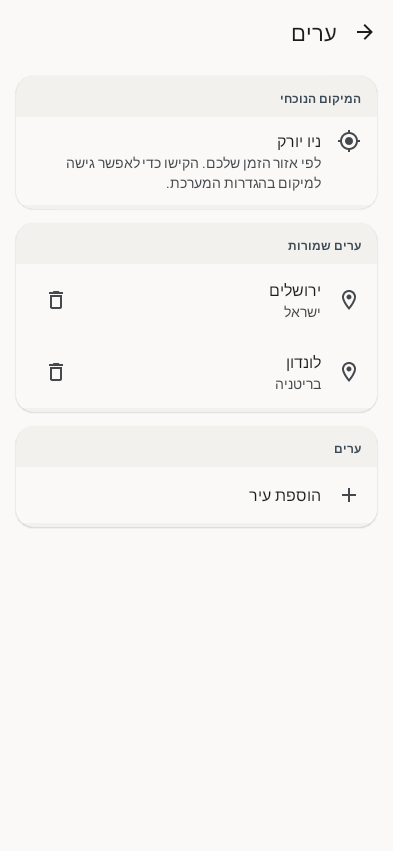 ערים
המיקום הנוכחי
ניו יורק
לפי אזור הזמן שלכם. הקישו כדי לאפשר גישה
למיקום בהגדרות המערכת.
ערים שמורות
ירושלים
ישראל
לונדון
בריטניה
ערים
הוספת עיר